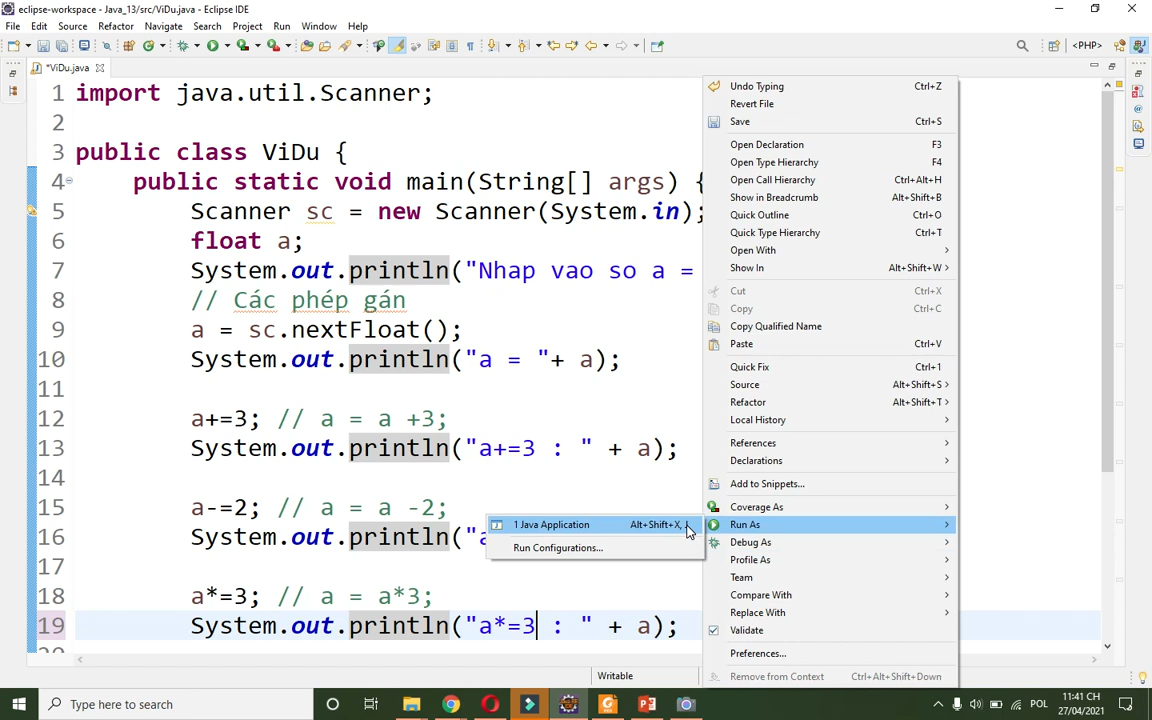 eclipse-workspace - Java_13/src/ViDu.java - Eclipse IDE
File Edit Source Refactor Navigate Search Project Run Window Help
<PHP>
*ViDu.java
1 import java.util.Scanner;
2
3 public class ViDu {
4 public static void main(String[] args) {
5 Scanner sc = new Scanner(System.in);
6 float a;
7 System.out.println("Nhap vao so a =
8 // Các phép gán
9 a = sc.nextFloat();
10 System.out.println("a = "+ a);
11
12 a+=3; // a = a +3;
13 System.out.println("a+=3 : " + a);
14
15 a-=2; // a = a -2;
16 System.out.println("a
17
18 a*=3; // a = a*3;
19 System.out.println("a*=3 : " + a);
Undo Typing Ctrl+Z
Revert File
Save Ctrl+S
Open Declaration F3
Open Type Hierarchy F4
Open Call Hierarchy Ctrl+Alt+H
Show in Breadcrumb Alt+Shift+B
Quick Outline Ctrl+O
Quick Type Hierarchy Ctrl+T
Open With
Show In Alt+Shift+W
Cut Ctrl+X
Copy Ctrl+C
Copy Qualified Name
Paste Ctrl+V
Quick Fix Ctrl+1
Source Alt+Shift+S
Refactor Alt+Shift+T
Local History
References
Declarations
Add to Snippets...
Coverage As
Run As
Debug As
Profile As
Team
Compare With
Replace With
Validate
Preferences...
Remove from Context Ctrl+Alt+Shift+Down
1 Java Application Alt+Shift+X,
Run Configurations...
Writable
Type here to search
POL
11:41 CH
27/04/2021